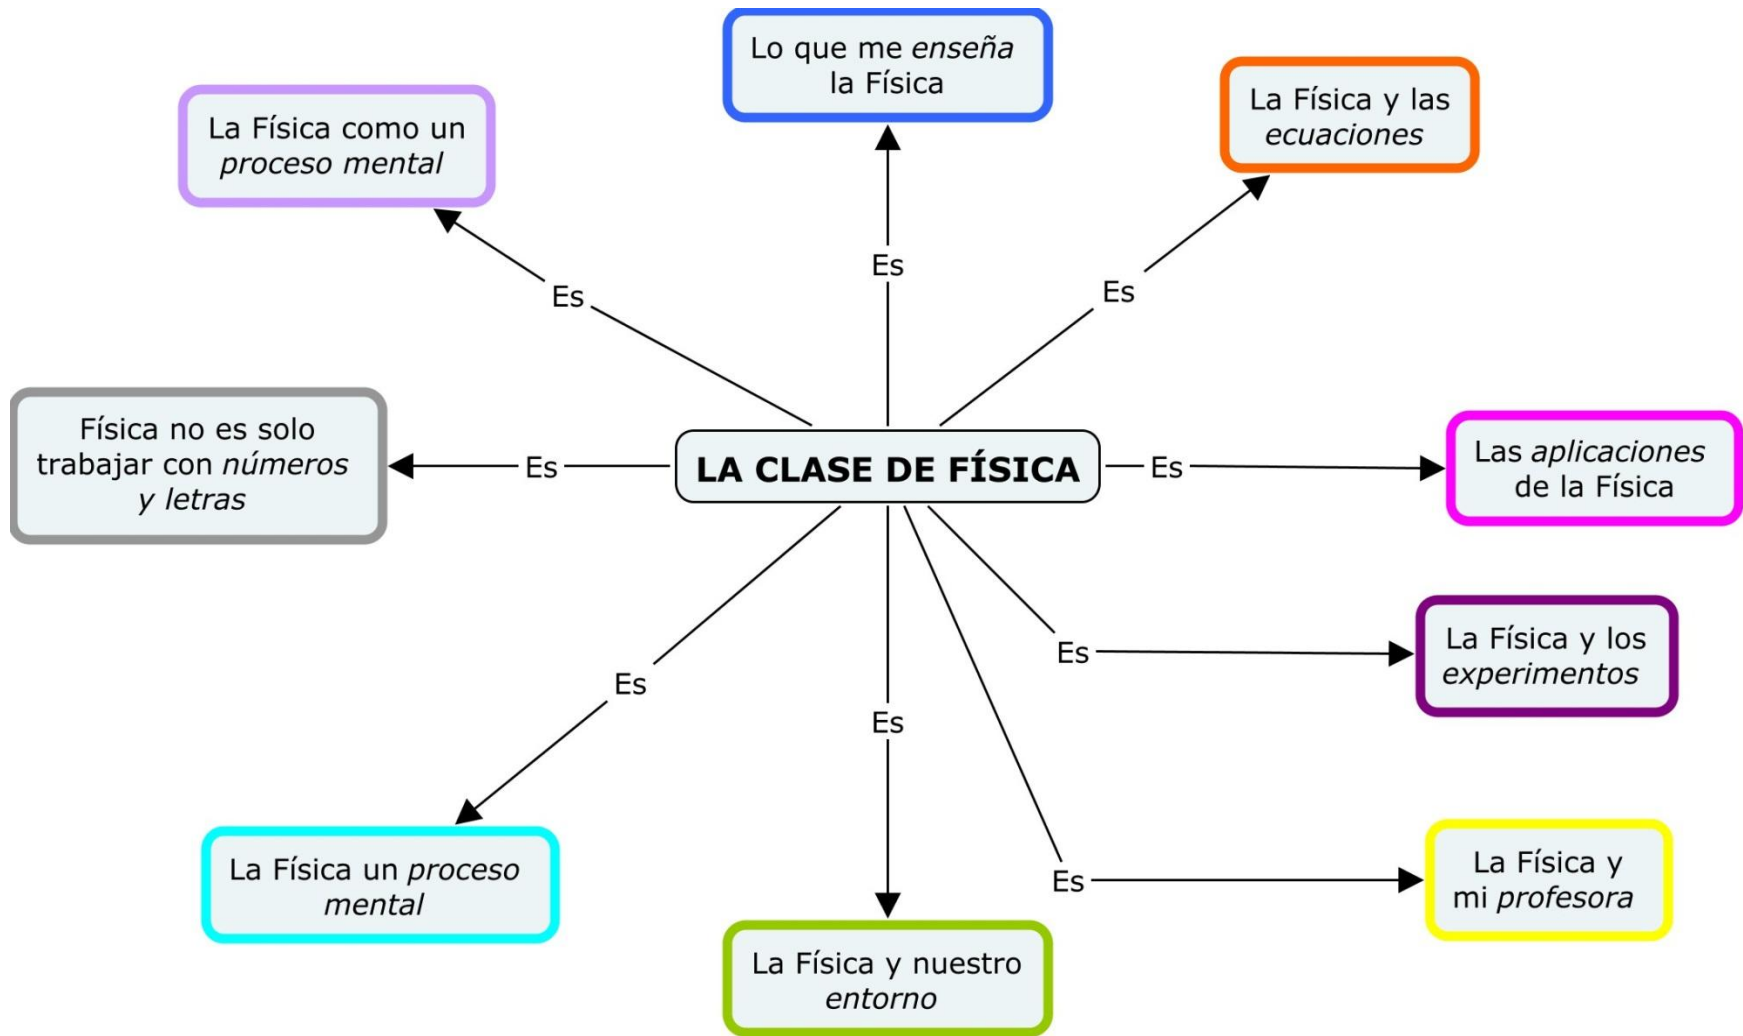 Lo que me enseña
la Física
La Física y las
ecuaciones
La Física como un
proceso mental
Es
Es
Es
Física no es solo
trabajar con números
y letras
Es
LA CLASE DE FÍSICA
Es
Las aplicaciones
de la Física
Es
La Física y los
experimentos
Es
Es
La Física un proceso
mental
Es
La Física y
mi profesora
La Física y nuestro
entorno